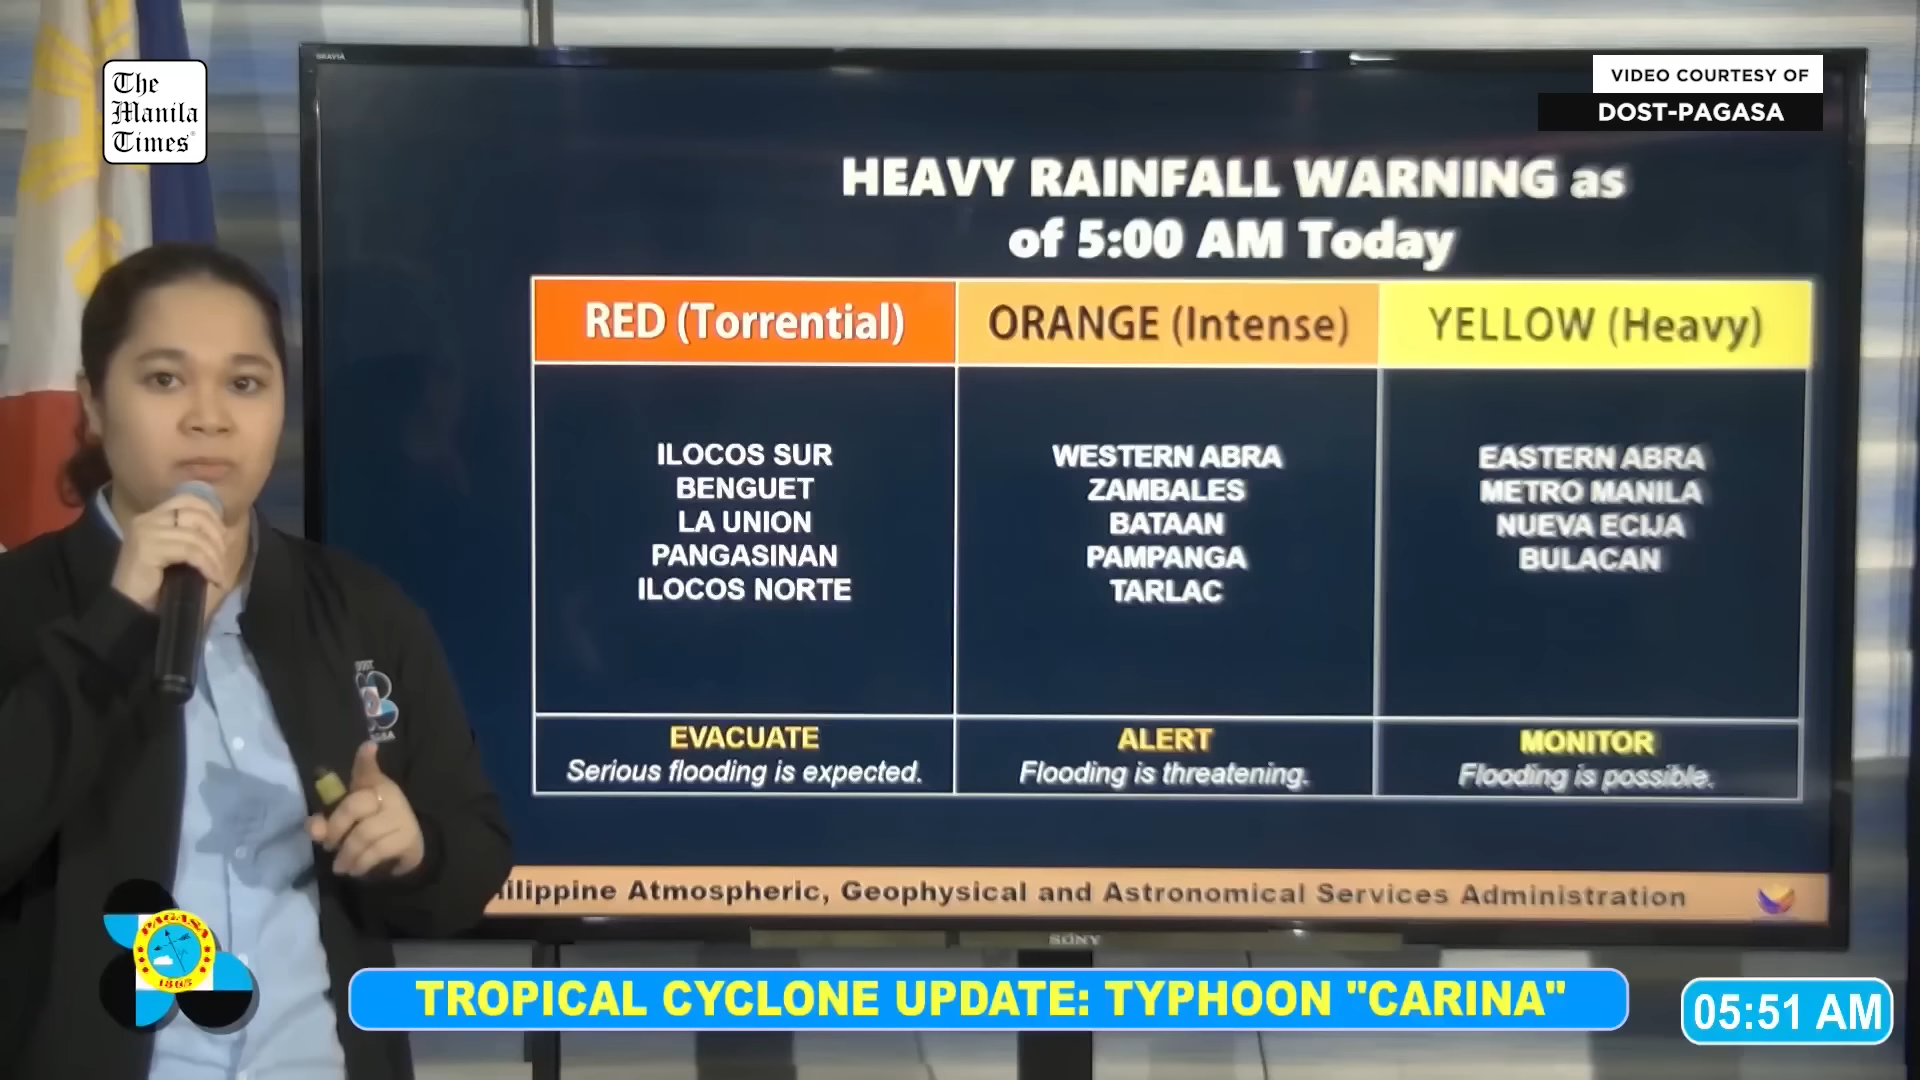 The
Manila
Times
VIDEO COURTESY OF
DOST-PAGASA
BRAVIA
HEAVY RAINFALL WARNING as
of 5:00 AM Today
RED (Torrential)
ORANGE (Intense)
YELLOW (Heavy)
ILOCOS SUR
BENGUET
LA UNION
PANGASINAN
ILOCOS NORTE
WESTERN ABRA
ZAMBALES
BATAAN
PAMPANGA
TARLAC
EASTERN ABRA
METRO MANILA
NUEVA ECIJA
BULACAN
EVACUATE
Serious flooding is expected.
ALERT
Flooding is threatening.
MONITOR
Flooding is possible.
DOST
ilippine Atmospheric, Geophysical and Astronomical Services Administration
SONY
PAGASA
1865
TROPICAL CYCLONE UPDATE: TYPHOON "CARINA"
05:51 AM